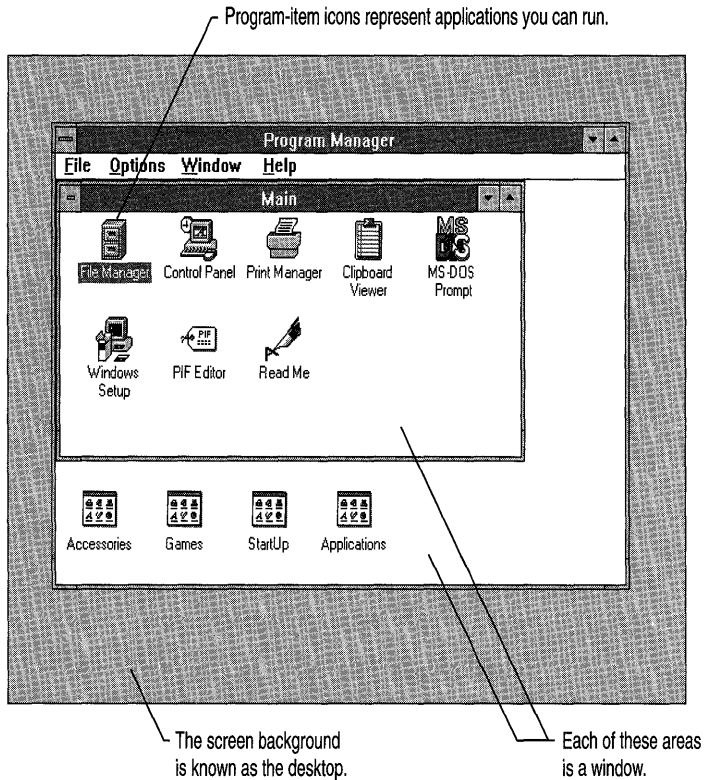 Program-item icons represent applications you can run.
Program Manager
File Options Window Help
Main
File Manager Control Panel Print Manager Clipboard Viewer MS-DOS Prompt
MS DOS
PIF
Windows Setup PIF Editor Read Me
Accessories Games StartUp Applications
The screen background
is known as the desktop.
Each of these areas
is a window.